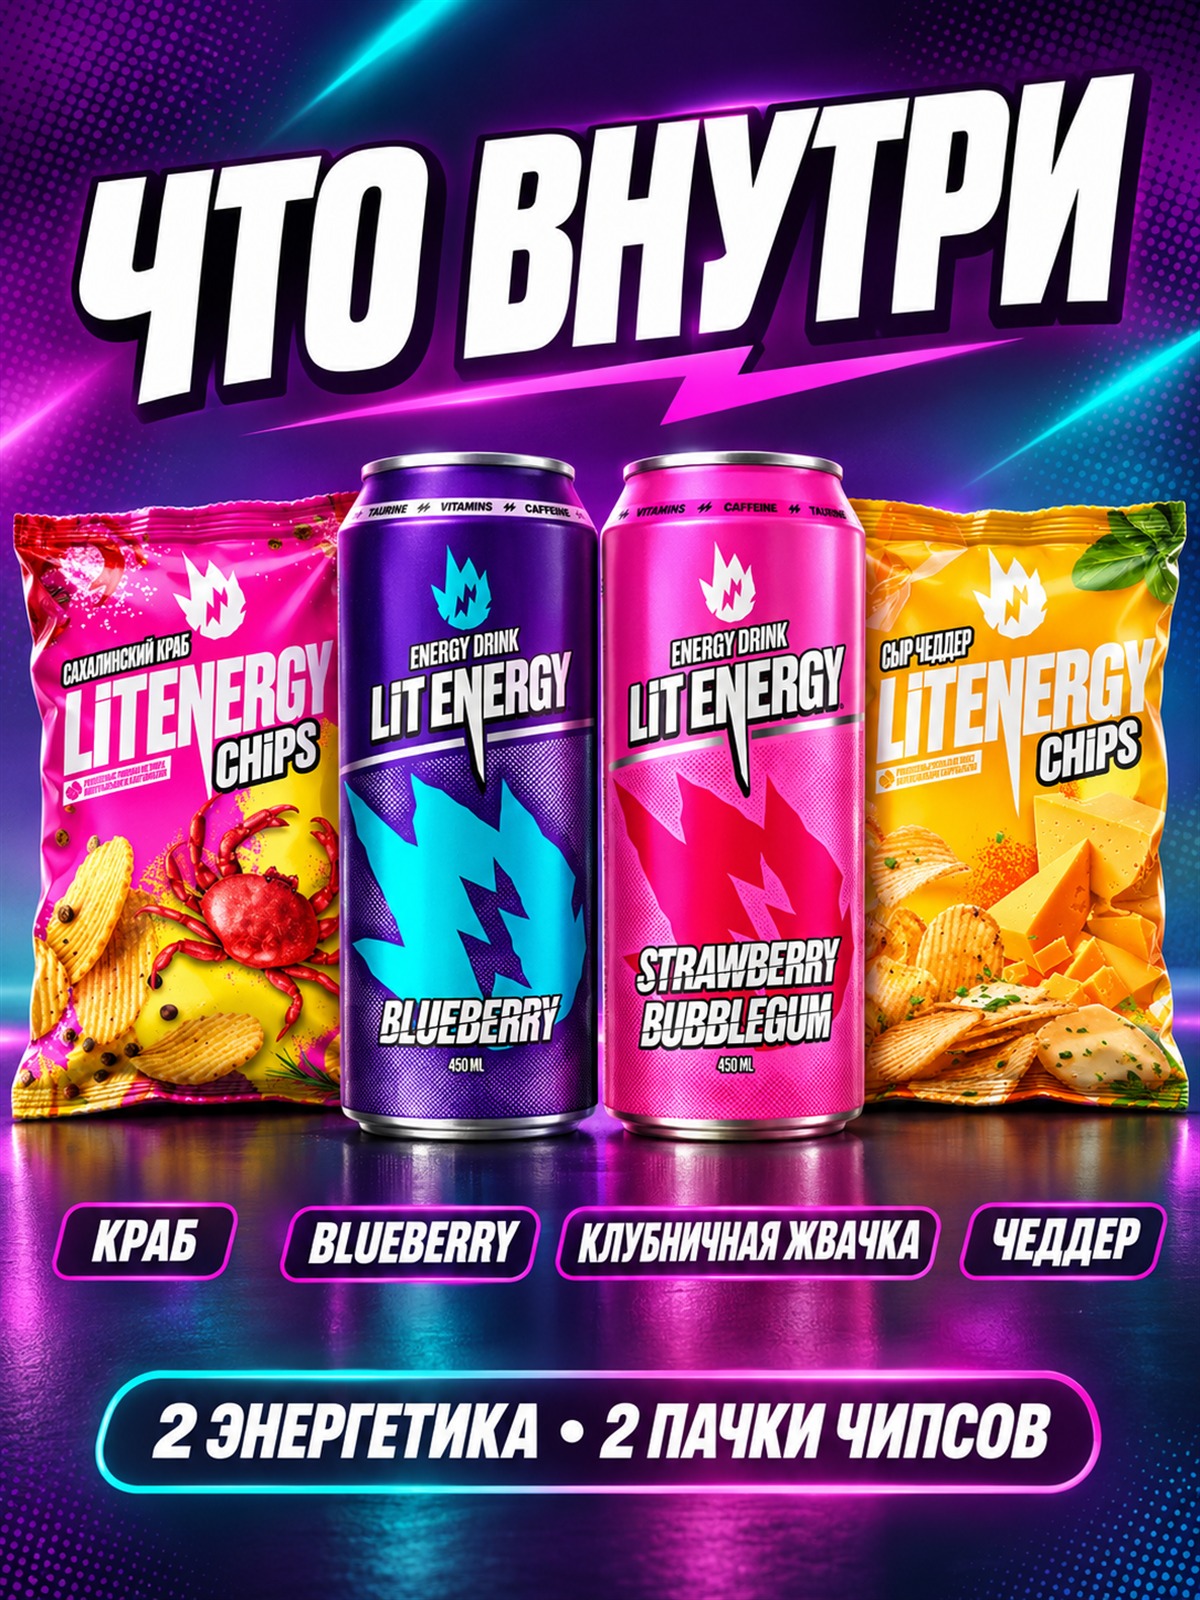 ЧТО ВНУТРИ
САХАЛИНСКИЙ КРАБ
LITENERGY
CHIPS
TAURINE VITAMINS CAFFEINE
ENERGY DRINK
LIT ENERGY
BLUEBERRY
450 ML
VITAMINS CAFFEINE TAURINE
ENERGY DRINK
LIT ENERGY
STRAWBERRY
BUBBLEGUM
450 ML
СЫР ЧЕДДЕР
LITENERGY
CHIPS
КРАБ
BLUEBERRY
КЛУБНИЧНАЯ ЖВАЧКА
ЧЕДДЕР
2 ЭНЕРГЕТИКА • 2 ПАЧКИ ЧИПСОВ